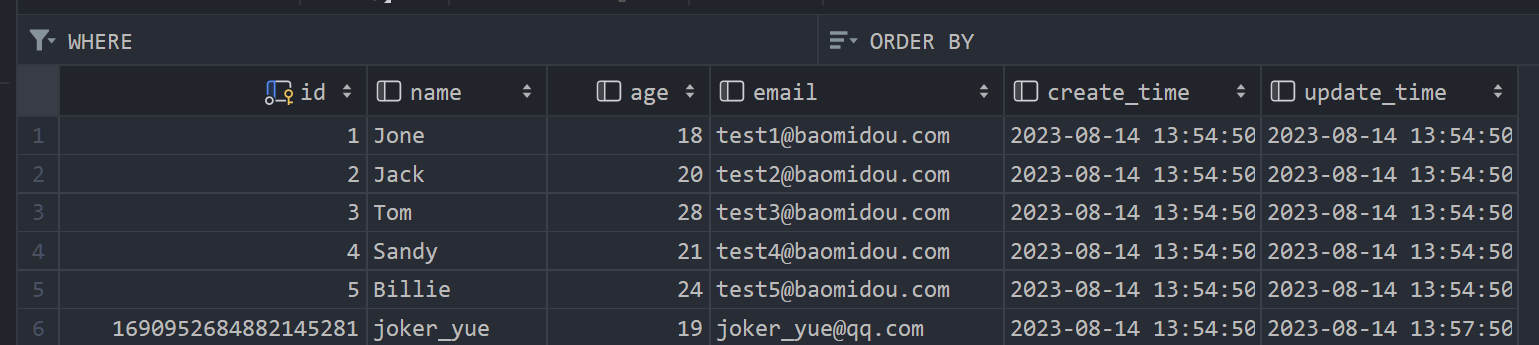 WHERE ORDER BY
id name age email create_time update_time
1 1 Jone 18 test1@baomidou.com 2023-08-14 13:54:50 2023-08-14 13:54:50
2 2 Jack 20 test2@baomidou.com 2023-08-14 13:54:50 2023-08-14 13:54:50
3 3 Tom 28 test3@baomidou.com 2023-08-14 13:54:50 2023-08-14 13:54:50
4 4 Sandy 21 test4@baomidou.com 2023-08-14 13:54:50 2023-08-14 13:54:50
5 5 Billie 24 test5@baomidou.com 2023-08-14 13:54:50 2023-08-14 13:54:50
6 1690952684882145281 joker_yue 19 joker_yue@qq.com 2023-08-14 13:54:50 2023-08-14 13:57:50